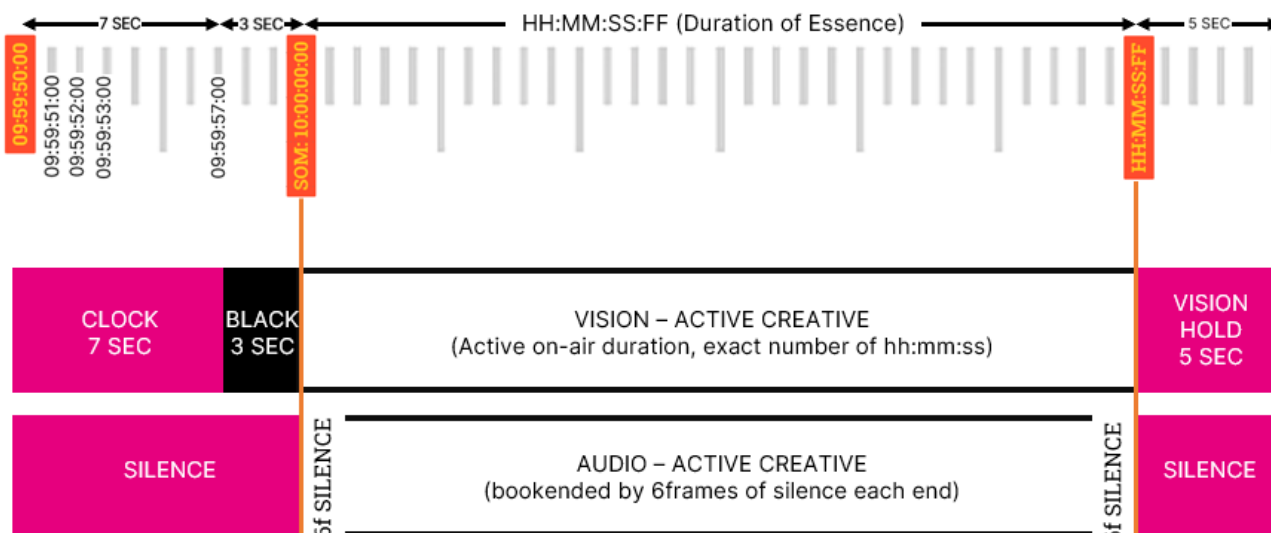 7 SEC
3 SEC
HH:MM:SS:FF (Duration of Essence)
5 SEC
09:59:50:00
09:59:51:00
09:59:52:00
09:59:53:00
09:59:57:00
SOM: 10:00:00:00
HH:MM:SS:FF
CLOCK
7 SEC
BLACK
3 SEC
VISION – ACTIVE CREATIVE
(Active on-air duration, exact number of hh:mm:ss)
VISION
HOLD
5 SEC
SILENCE
6f SILENCE
AUDIO – ACTIVE CREATIVE
(bookended by 6frames of silence each end)
6f SILENCE
SILENCE